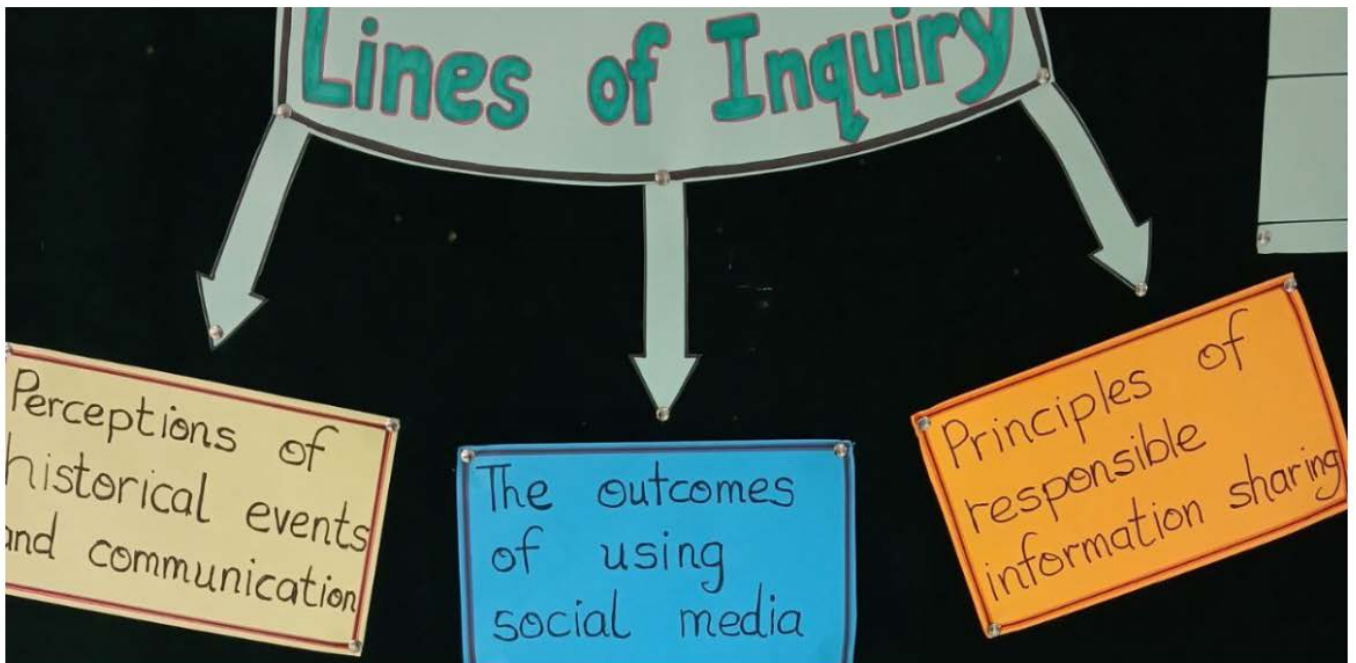 Lines of Inquiry
Perceptions of
historical events
and communication
The outcomes
of using
social media
Principles of
responsible
information sharing